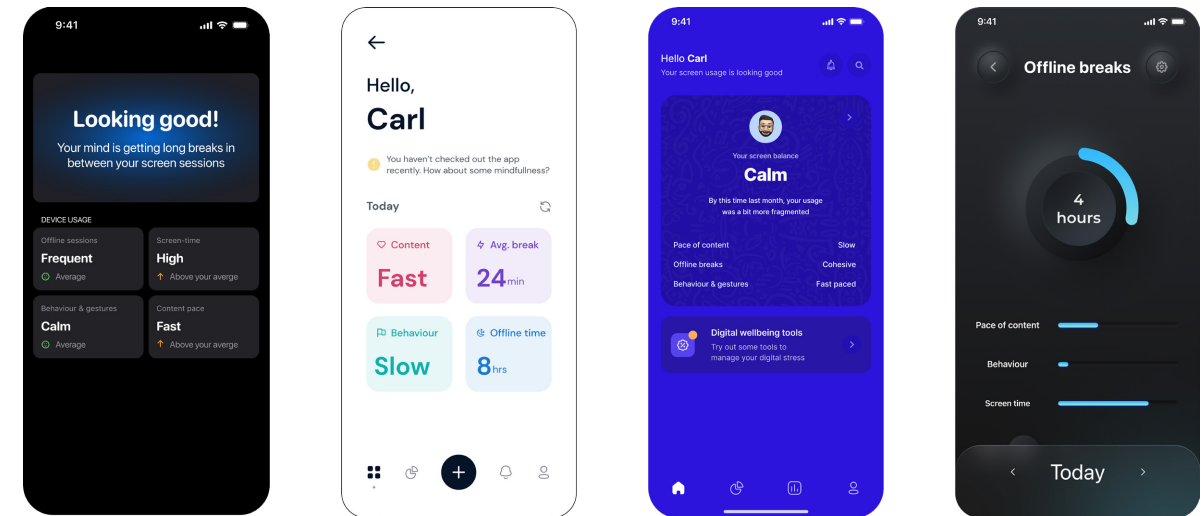 9:41
Looking good!
Your mind is getting long breaks in
between your screen sessions
DEVICE USAGE
Offline sessions
Frequent
Average
Screen-time
High
Above your averge
Behaviour & gestures
Calm
Average
Content pace
Fast
Above your averge
Hello,
Carl
You haven't checked out the app
recently. How about some mindfullness?
Today
Content
Fast
Avg. break
24 min
Behaviour
Slow
Offline time
8 hrs
9:41
Hello Carl
Your screen usage is looking good
Your screen balance
Calm
By this time last month, your usage
was a bit more fragmented
Pace of content Slow
Offline breaks Cohesive
Behaviour & gestures Fast paced
Digital wellbeing tools
Try out some tools to
manage your digital stress
9:41
Offline breaks
4
hours
Pace of content
Behaviour
Screen time
Today